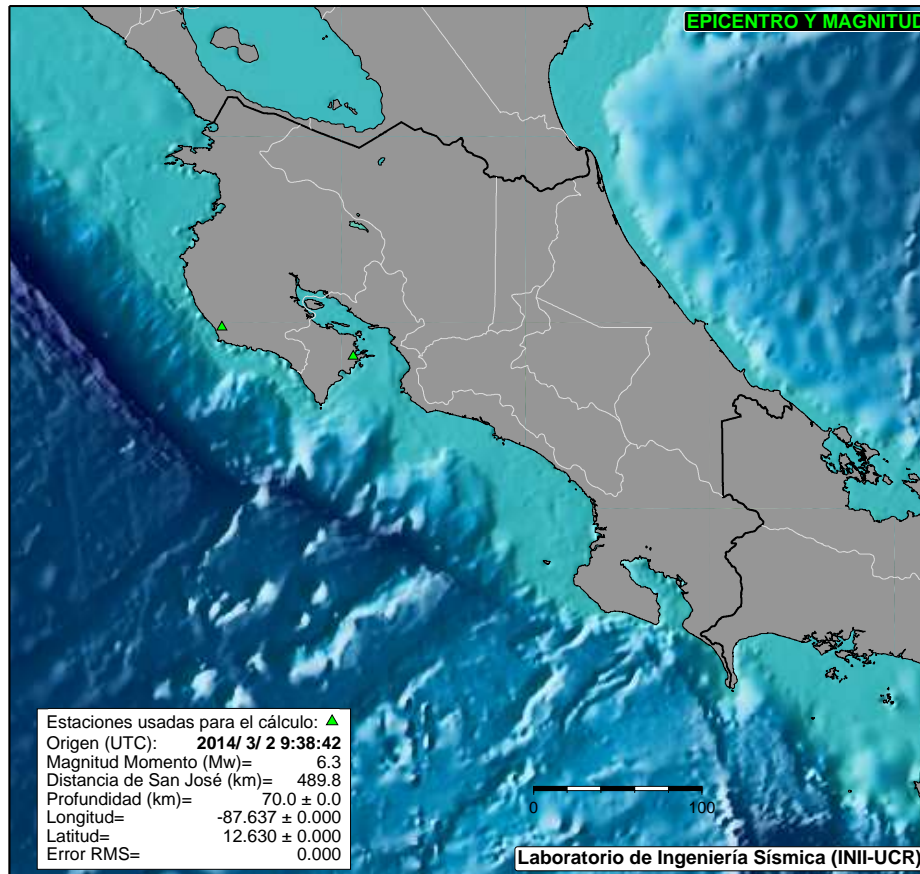 EPICENTRO Y MAGNITUD
Estaciones usadas para el cálculo:
Origen (UTC): 2014/ 3/ 2 9:38:42
Magnitud Momento (Mw)= 6.3
Distancia de San José (km)= 489.8
Profundidad (km)= 70.0 ± 0.0
Longitud= -87.637 ± 0.000
Latitud= 12.630 ± 0.000
Error RMS= 0.000
0 100
Laboratorio de Ingeniería Sísmica (INII-UCR)